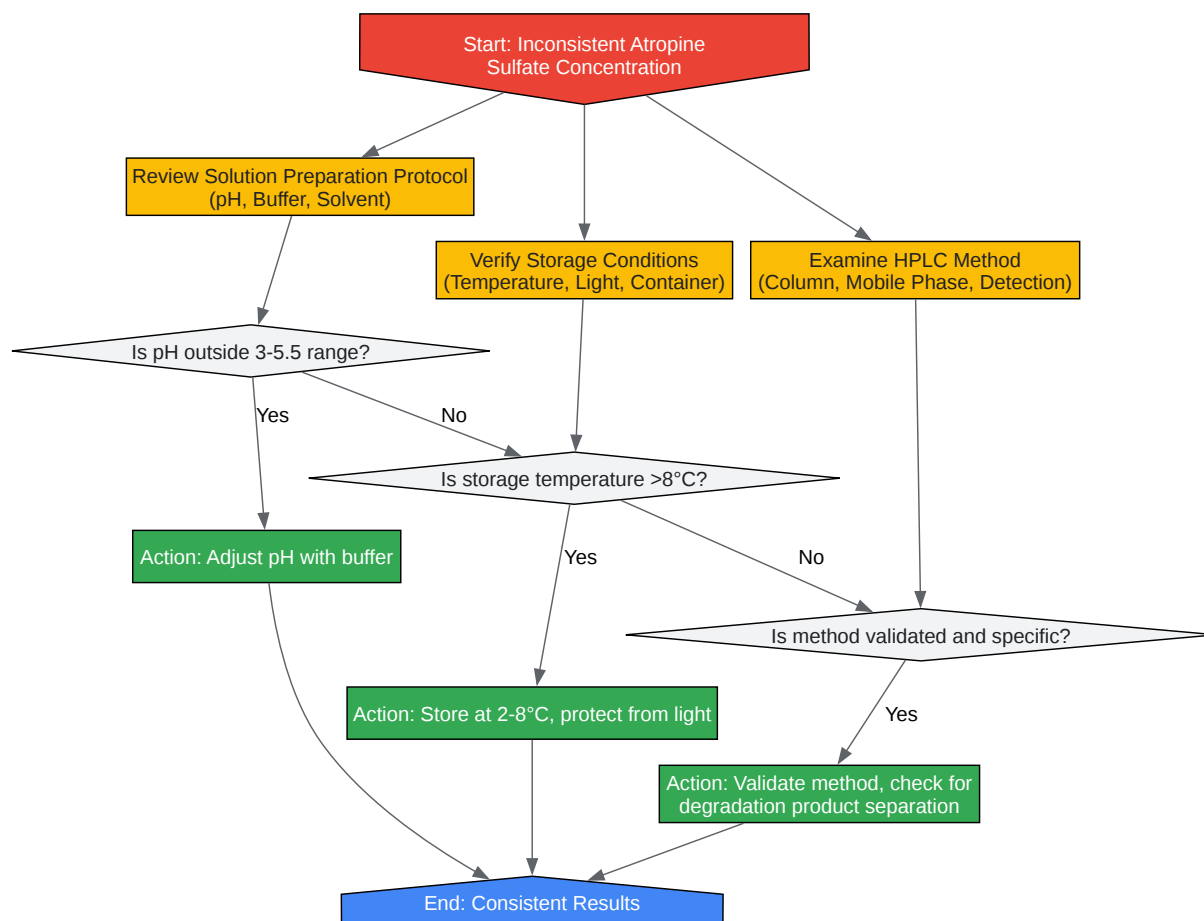 Start: Inconsistent Atropine
Sulfate Concentration
Review Solution Preparation Protocol
(pH, Buffer, Solvent)
Verify Storage Conditions
(Temperature, Light, Container)
Examine HPLC Method
(Column, Mobile Phase, Detection)
Is pH outside 3-5.5 range?
Yes
No
Is storage temperature >8°C?
Action: Adjust pH with buffer
Yes
No
Is method validated and specific?
Action: Store at 2-8°C, protect from light
Yes
Action: Validate method, check for
degradation product separation
End: Consistent Results